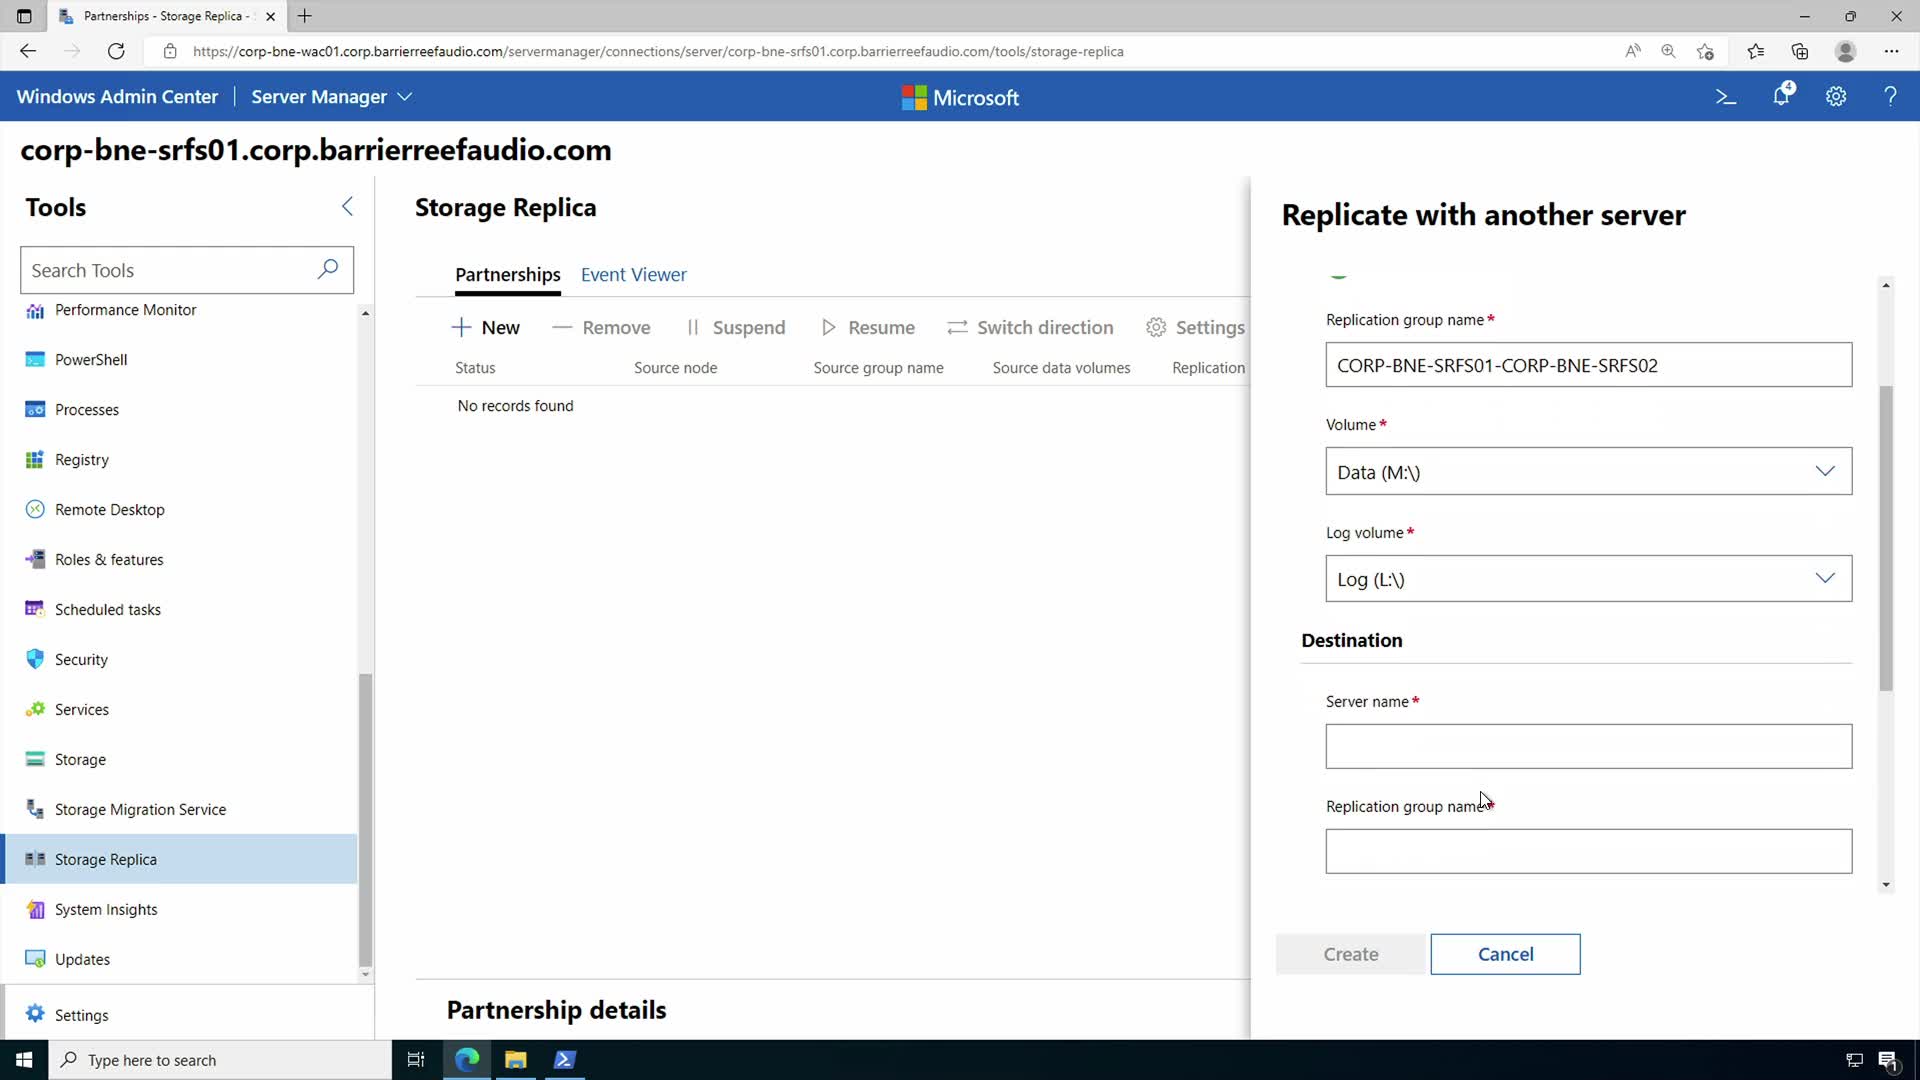 Partnerships - Storage Replica -
https://corp-bne-wac01.corp.barrierreefaudio.com/servermanager/connections/server/corp-bne-srfs01.corp.barrierreefaudio.com/tools/storage-replica
Windows Admin Center
Server Manager
Microsoft
4
corp-bne-srfs01.corp.barrierreefaudio.com
Tools
Search Tools
Performance Monitor
PowerShell
Processes
Registry
Remote Desktop
Roles & features
Scheduled tasks
Security
Services
Storage
Storage Migration Service
Storage Replica
System Insights
Updates
Settings
Storage Replica
Partnerships
Event Viewer
New
Remove
Suspend
Resume
Switch direction
Settings
Status
Source node
Source group name
Source data volumes
Replication
No records found
Partnership details
Replicate with another server
Replication group name*
CORP-BNE-SRFS01-CORP-BNE-SRFS02
Volume*
Data (M:\)
Log volume*
Log (L:\)
Destination
Server name*
Replication group name*
Create
Cancel
Type here to search
1